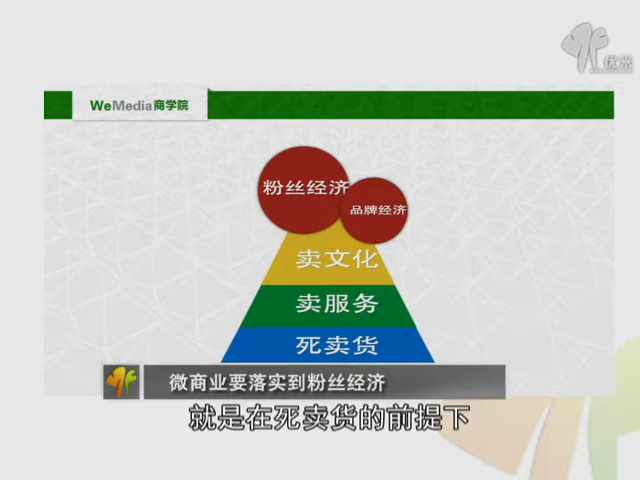 优米
WeMedia商学院
粉丝经济
品牌经济
卖文化
卖服务
死卖货
微商业要落实到粉丝经济
就是在死卖货的前提下